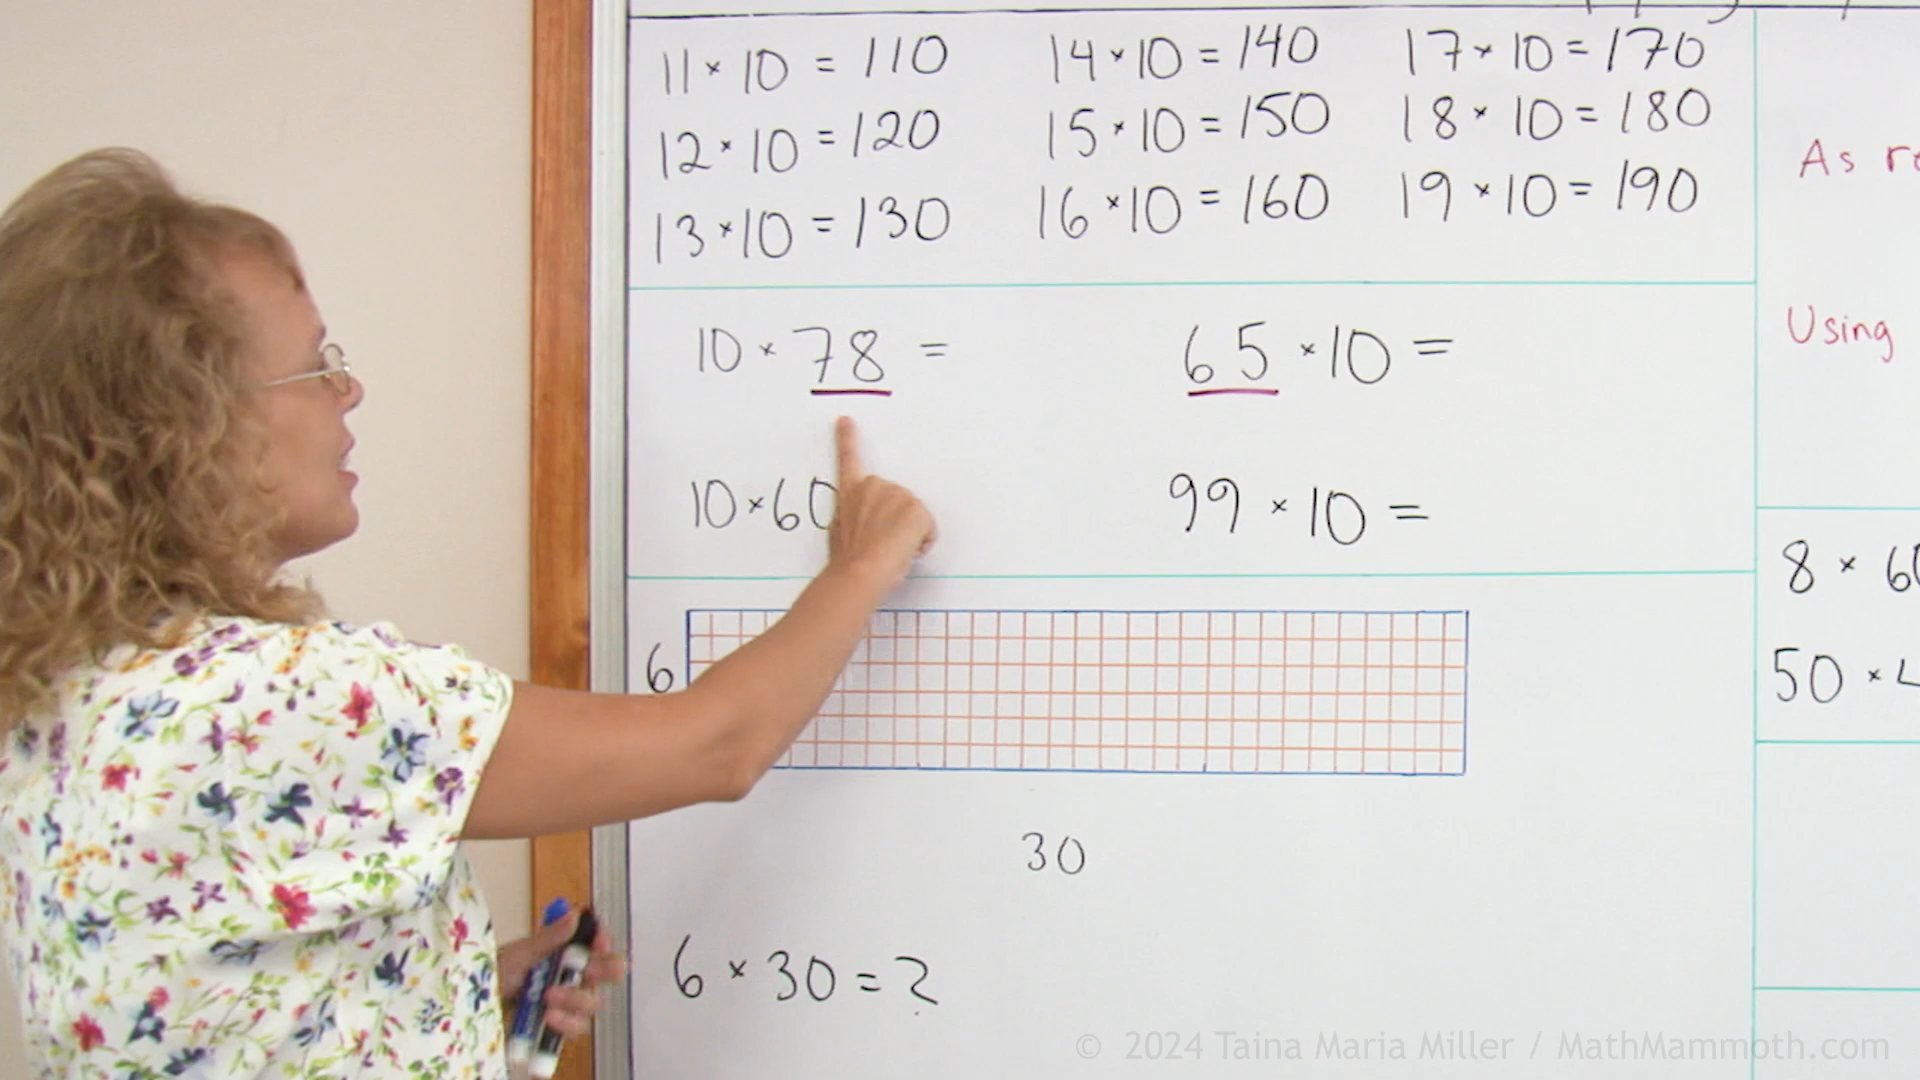 11 × 10 = 110 14 × 10 = 140 17 × 10 = 170
12 × 10 = 120 15 × 10 = 150 18 × 10 = 180
13 × 10 = 130 16 × 10 = 160 19 × 10 = 190
10 × 78 = 65 × 10 =
10 × 60 99 × 10 =
6
30
6 × 30 = ?
As
Using
8 × 60
50 ×
© 2024 Taina Maria Miller / MathMammoth.com